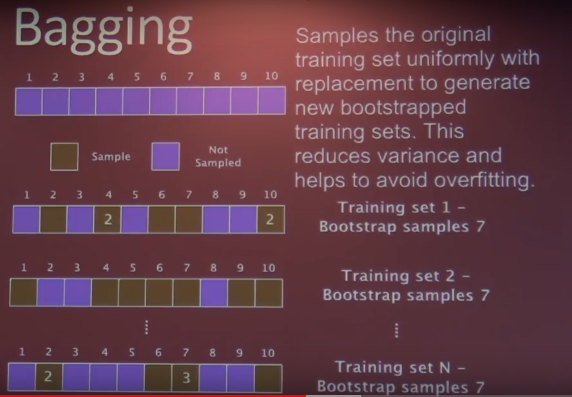 Bagging
Samples the original
training set uniformly with
replacement to generate
new bootstrapped
training sets. This
reduces variance and
helps to avoid overfitting.
1 2 3 4 5 6 7 8 9 10
Sample
Not
Sampled
1 2 3 4 5 6 7 8 9 10
2 2
Training set 1 –
Bootstrap samples 7
1 2 3 4 5 6 7 8 9 10
Training set 2 –
Bootstrap samples 7
1 2 3 4 5 6 7 8 9 10
2 3
Training set N –
Bootstrap samples 7